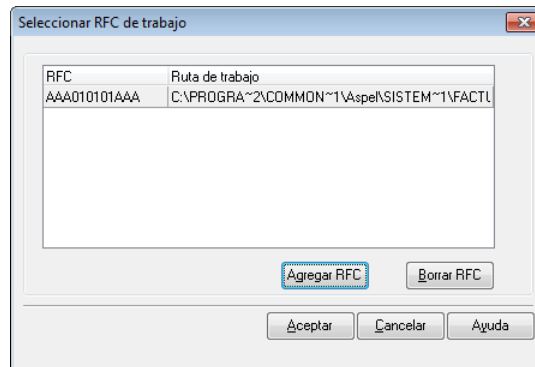 Seleccionar RFC de trabajo
RFC Ruta de trabajo
AAA010101AAA C:\PROGRA~2\COMMON~1\Aspel\SISTEM~1\FACTU
Agregar RFC Borrar RFC
Aceptar Cancelar Ayuda